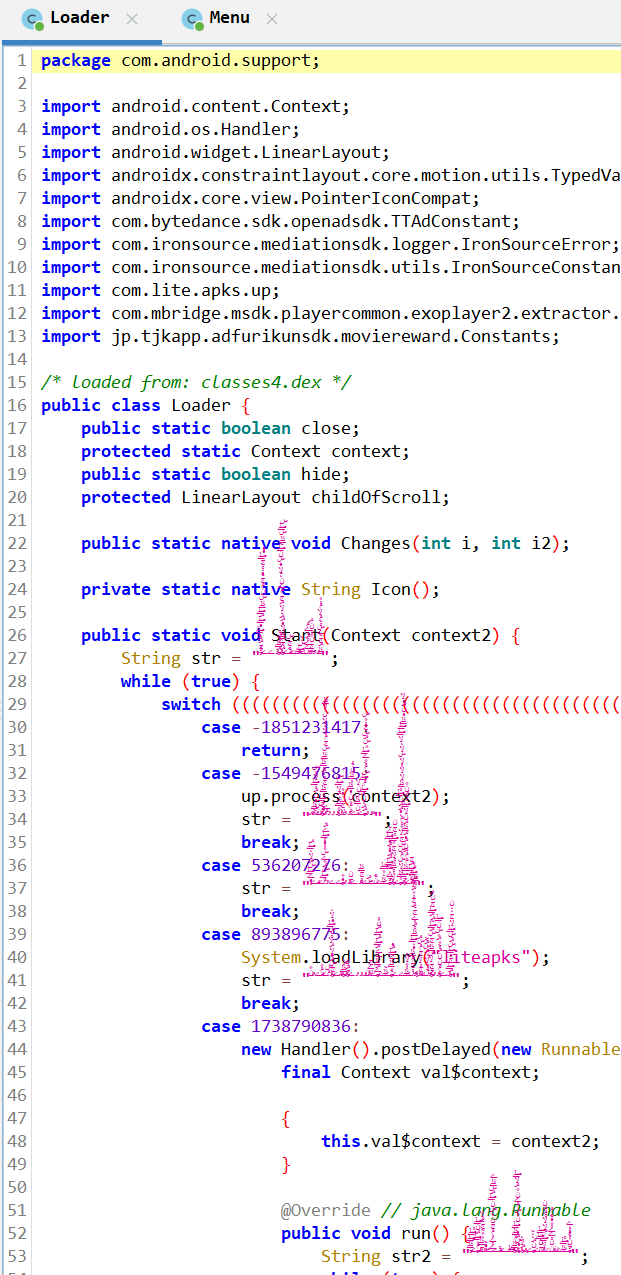 Loader × Menu ×
1 package com.android.support;
2
3 import android.content.Context;
4 import android.os.Handler;
5 import android.widget.LinearLayout;
6 import androidx.constraintlayout.core.motion.utils.TypedVa
7 import androidx.core.view.PointerIconCompat;
8 import com.bytedance.sdk.openadsdk.TTAdConstant;
9 import com.ironsource.mediationsdk.logger.IronSourceError;
10 import com.ironsource.mediationsdk.utils.IronSourceConstan
11 import com.lite.apks.up;
12 import com.mbridge.msdk.playercommon.exoplayer2.extractor.
13 import jp.tjkapp.adfurikunsdk.moviereward.Constants;
14
15 /* loaded from: classes4.dex */
16 public class Loader {
17 public static boolean close;
18 protected static Context context;
19 public static boolean hide;
20 protected LinearLayout childOfScroll;
21
22 public static native void Changes(int i, int i2);
23
24 private static native String Icon();
25
26 public static void Start(Context context2) {
27 String str = " ";
28 while (true) {
29 switch (((((((((((((((((((((((((((((((((((((((
30 case -1851231417:
31 return;
32 case -1549476815:
33 up.process(context2);
34 str = " ";
35 break;
36 case 536207276:
37 str = " ";
38 break;
39 case 893896775:
40 System.loadLibrary("liteapks");
41 str = " ";
42 break;
43 case 1738790836:
44 new Handler().postDelayed(new Runnable
45 final Context val$context;
46
47 {
48 this.val$context = context2;
49 }
50
51 @Override // java.lang.Runnable
52 public void run() {
53 String str2 = " ";